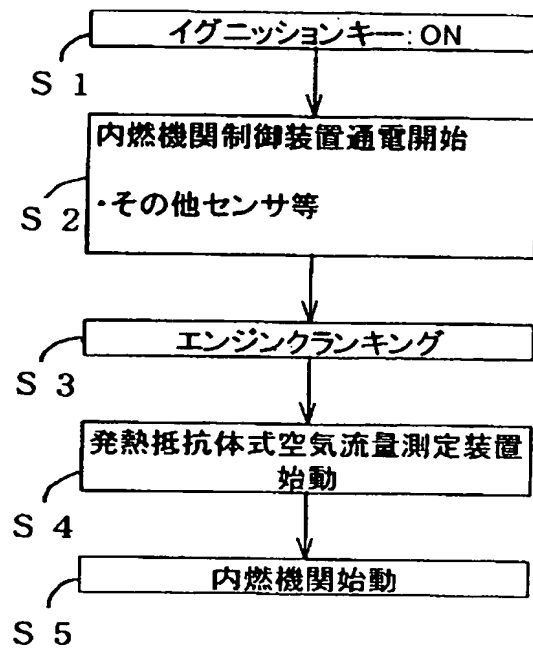 イグニッションキー:ON
S 1
内燃機関制御装置通電開始
・その他センサ等
S 2
エンジンクランキング
S 3
発熱抵抗体式空気流量測定装置
始動
S 4
内燃機関始動
S 5